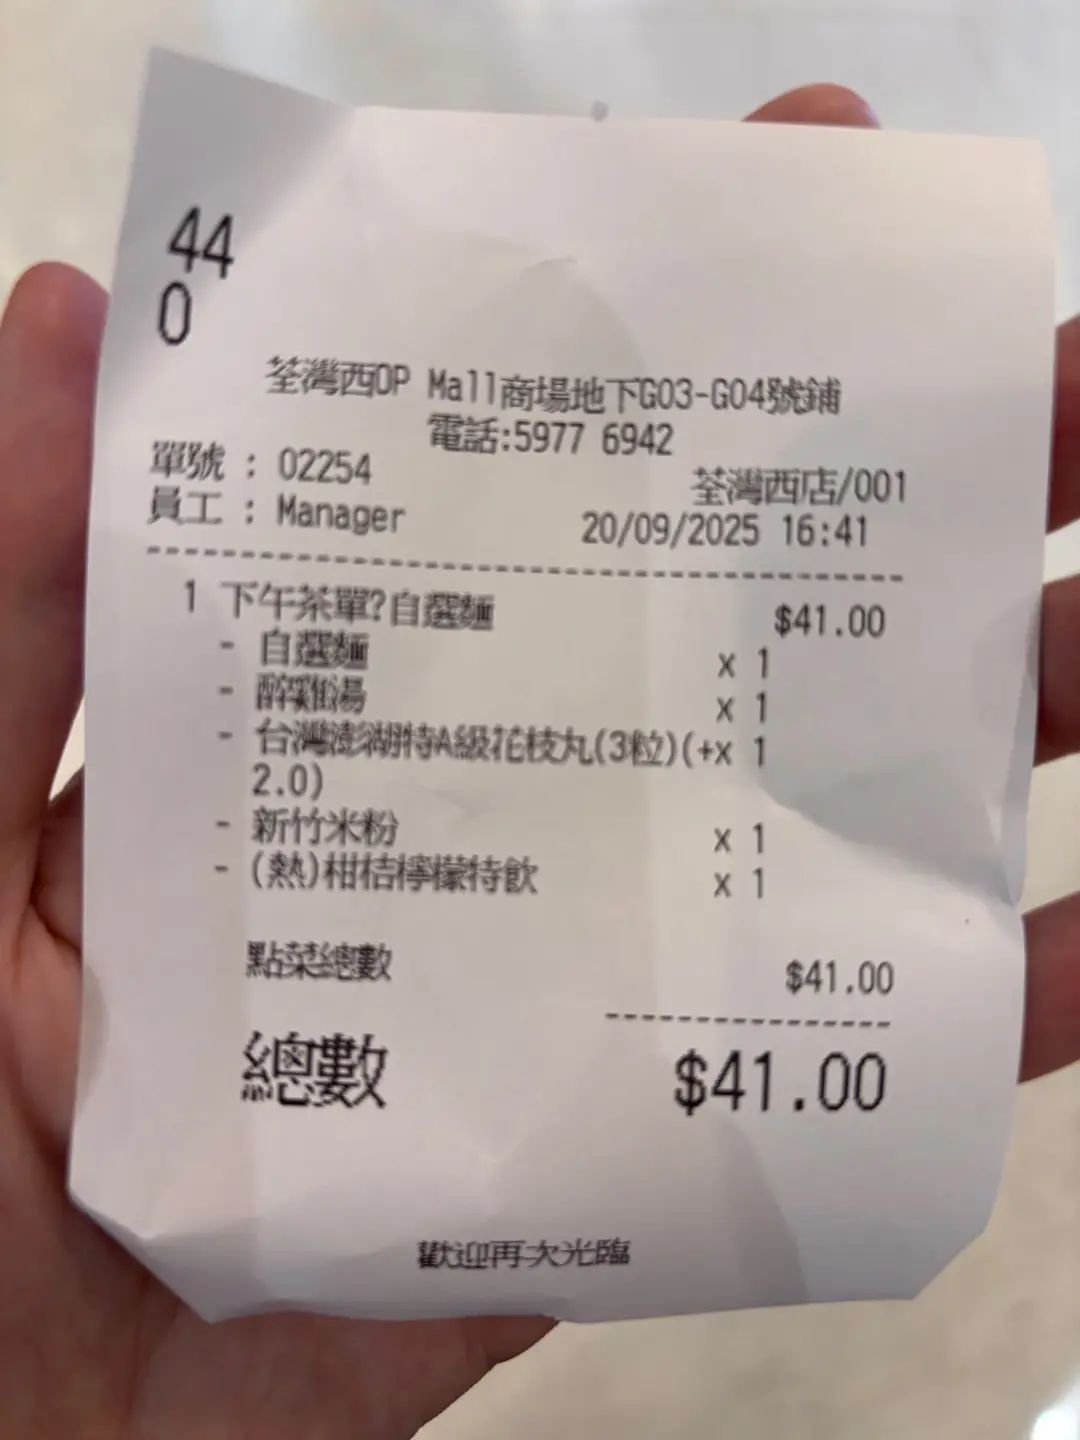 44
0
荃灣西OP Mall商場地下G03-G04號鋪
電話:5977 6942
單號 : 02254
荃灣西店/001
員工 : Manager
20/09/2025 16:41
1 下午茶單?自選麵 $41.00
- 自選麵 x 1
- 醉雞湯 x 1
- 台灣澎湖特A級花枝丸(3粒)(+x 1
2.0)
- 新竹米粉 x 1
- (熱)柑桔檸檬特飲 x 1
點菜總數 $41.00
總數 $41.00
歡迎再次光臨